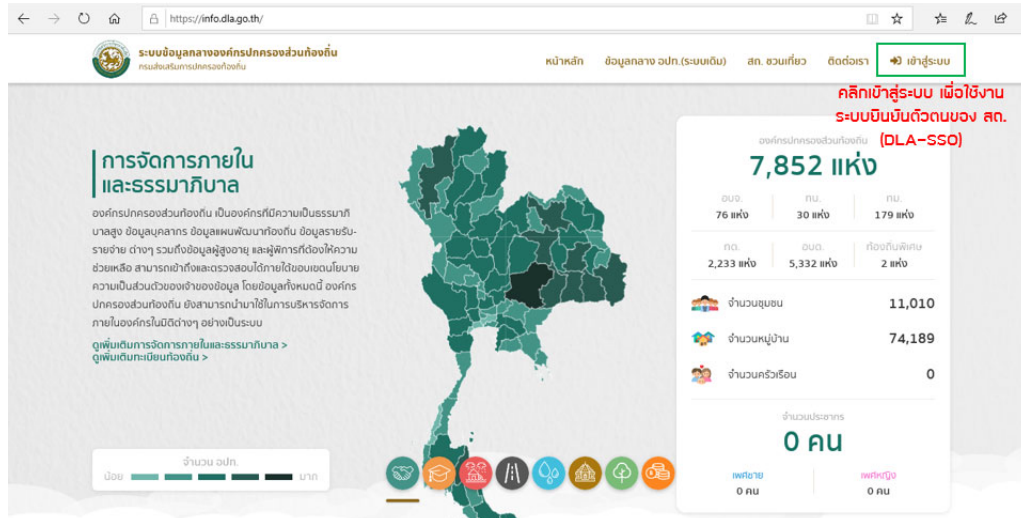 https://info.dla.go.th/
ระบบข้อมูลกลางองค์กรปกครองส่วนท้องถิ่น
กรมส่งเสริมการปกครองท้องถิ่น
หน้าหลัก ข้อมูลกลาง อปท.(ระบบเดิม) สถ. ชวนเที่ยว ติดต่อเรา เข้าสู่ระบบ
คลิกเข้าสู่ระบบ เพื่อใช้งาน
ระบบยืนยันตัวตนของ สถ.
(DLA-SSO)
การจัดการภายใน
และธรรมาภิบาล
องค์กรปกครองส่วนท้องถิ่น เป็นองค์กรที่มีความเป็นธรรมาภิ
บาลสูง ข้อมูลบุคลากร ข้อมูลแผนพัฒนาท้องถิ่น ข้อมูลรายรับ-
รายจ่าย ต่างๆ รวมถึงข้อมูลผู้สูงอายุ และผู้พิการที่ต้องให้ความ
ช่วยเหลือ สามารถเข้าถึงและตรวจสอบได้ภายใต้ขอบเขตนโยบาย
ความเป็นส่วนตัวของเจ้าของข้อมูล โดยข้อมูลทั้งหมดนี้ องค์กร
ปกครองส่วนท้องถิ่น ยังสามารถนำมาใช้ในการบริหารจัดการ
ภายในองค์กรในมิติต่างๆ อย่างเป็นระบบ
ดูเพิ่มเติมการจัดการภายในและธรรมาภิบาล >
ดูเพิ่มเติมทะเบียนท้องถิ่น >
จำนวน อปท.
น้อย มาก
องค์กรปกครองส่วนท้องถิ่น
7,852 แห่ง
อบจ. ทน. ทม.
76 แห่ง 30 แห่ง 179 แห่ง
ทต. อบต. ท้องถิ่นพิเศษ
2,233 แห่ง 5,332 แห่ง 2 แห่ง
จำนวนชุมชน 11,010
จำนวนหมู่บ้าน 74,189
จำนวนครัวเรือน 0
จำนวนประชากร
0 คน
เพศชาย เพศหญิง
0 คน 0 คน